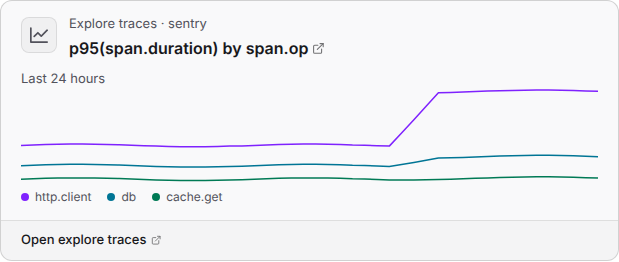 Explore traces · sentry
p95(span.duration) by span.op
Last 24 hours
http.client db cache.get
Open explore traces